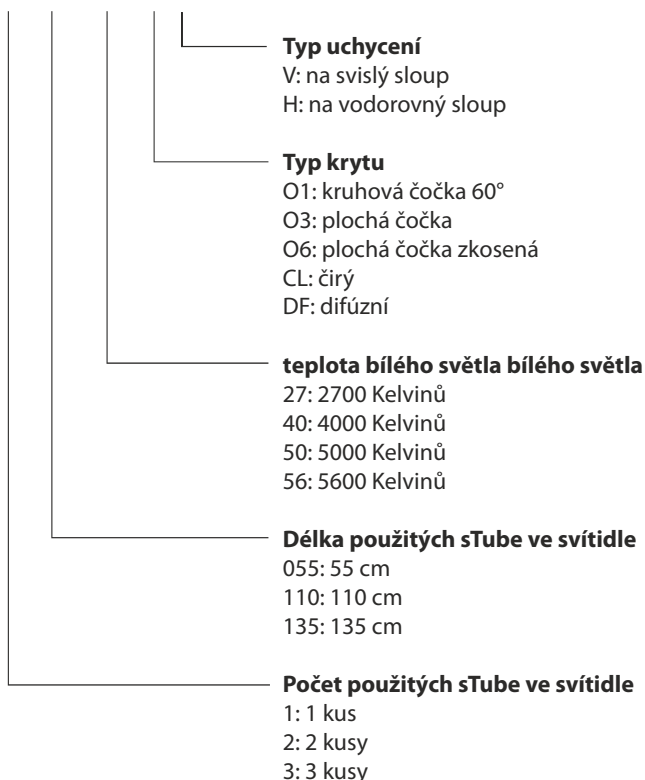 Typ uchycení
V: na svislý sloup
H: na vodorovný sloup
Typ krytu
O1: kruhová čočka 60°
O3: plochá čočka
O6: plochá čočka zkosená
CL: čirý
DF: difúzní
teplota bílého světla bílého světla
27: 2700 Kelvinů
40: 4000 Kelvinů
50: 5000 Kelvinů
56: 5600 Kelvinů
Délka použitých sTube ve svítidle
055: 55 cm
110: 110 cm
135: 135 cm
Počet použitých sTube ve svítidle
1: 1 kus
2: 2 kusy
3: 3 kusy